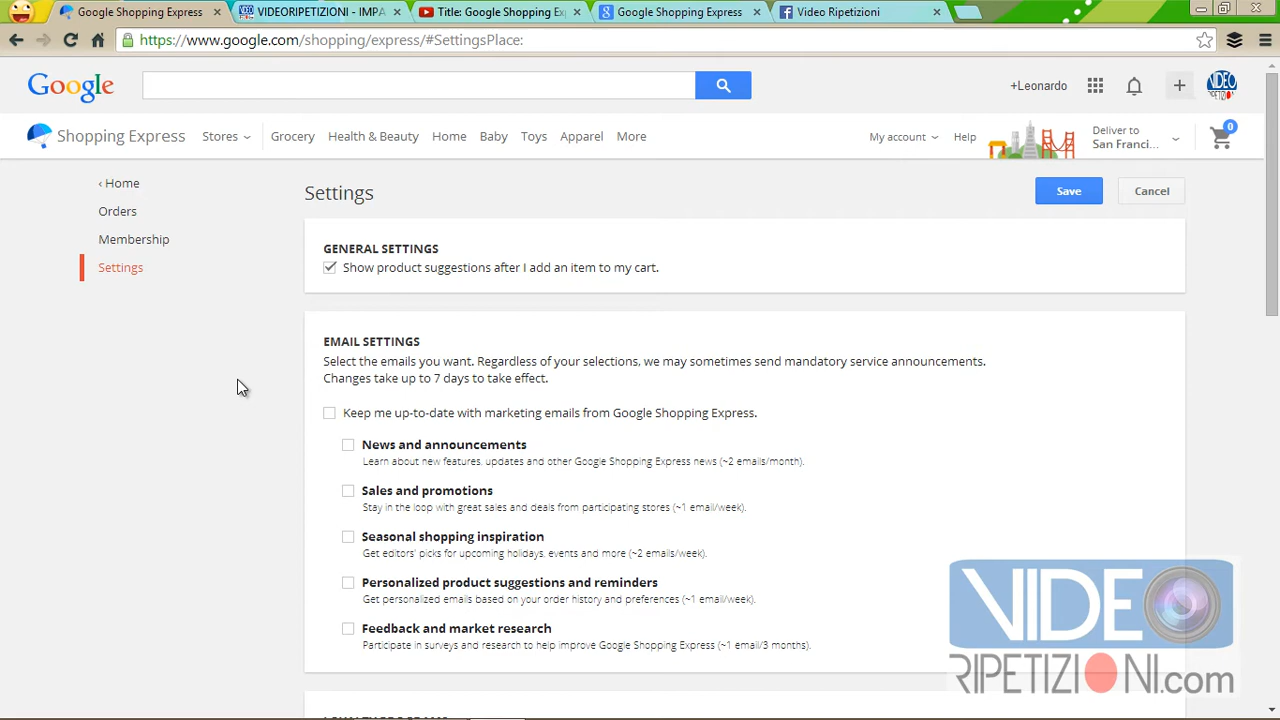 Google Shopping Express
VIDEORIPETIZIONI - IMPA
Title: Google Shopping Ex
Google Shopping Express
Video Ripetizioni
https://www.google.com/shopping/express/#SettingsPlace:
Google
+Leonardo
VIDEO
RIPETIZIONI
Shopping Express
Stores
Grocery
Health & Beauty
Home
Baby
Toys
Apparel
More
My account
Help
Deliver to
San Franci...
0
‹ Home
Orders
Membership
Settings
Settings
Save
Cancel
GENERAL SETTINGS
Show product suggestions after I add an item to my cart.
EMAIL SETTINGS
Select the emails you want. Regardless of your selections, we may sometimes send mandatory service announcements.
Changes take up to 7 days to take effect.
Keep me up-to-date with marketing emails from Google Shopping Express.
News and announcements
Learn about new features, updates and other Google Shopping Express news (~2 emails/month).
Sales and promotions
Stay in the loop with great sales and deals from participating stores (~1 email/week).
Seasonal shopping inspiration
Get editors' picks for upcoming holidays, events and more (~2 emails/week).
Personalized product suggestions and reminders
Get personalized emails based on your order history and preferences (~1 email/week).
Feedback and market research
Participate in surveys and research to help improve Google Shopping Express (~1 email/3 months).
VIDEO
RIPETIZIONI.com